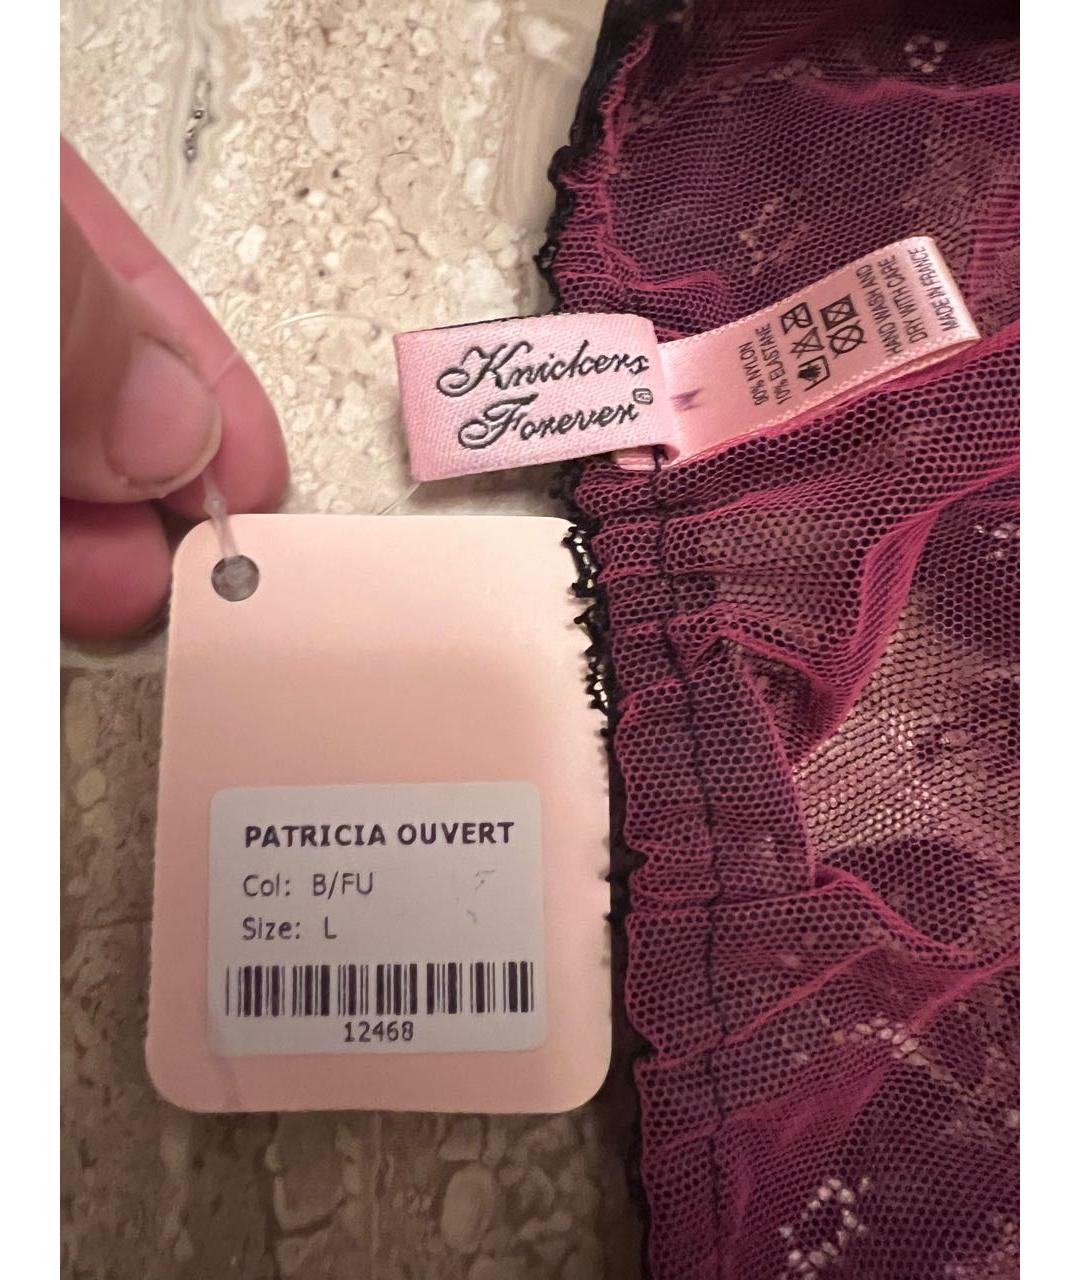 Knickers
Forever®
90% NYLON
10% ELASTANE
HAND WASH AND
DRY WITH CARE
MADE IN FRANCE
PATRICIA OUVERT
Col: B/FU
Size: L
12468